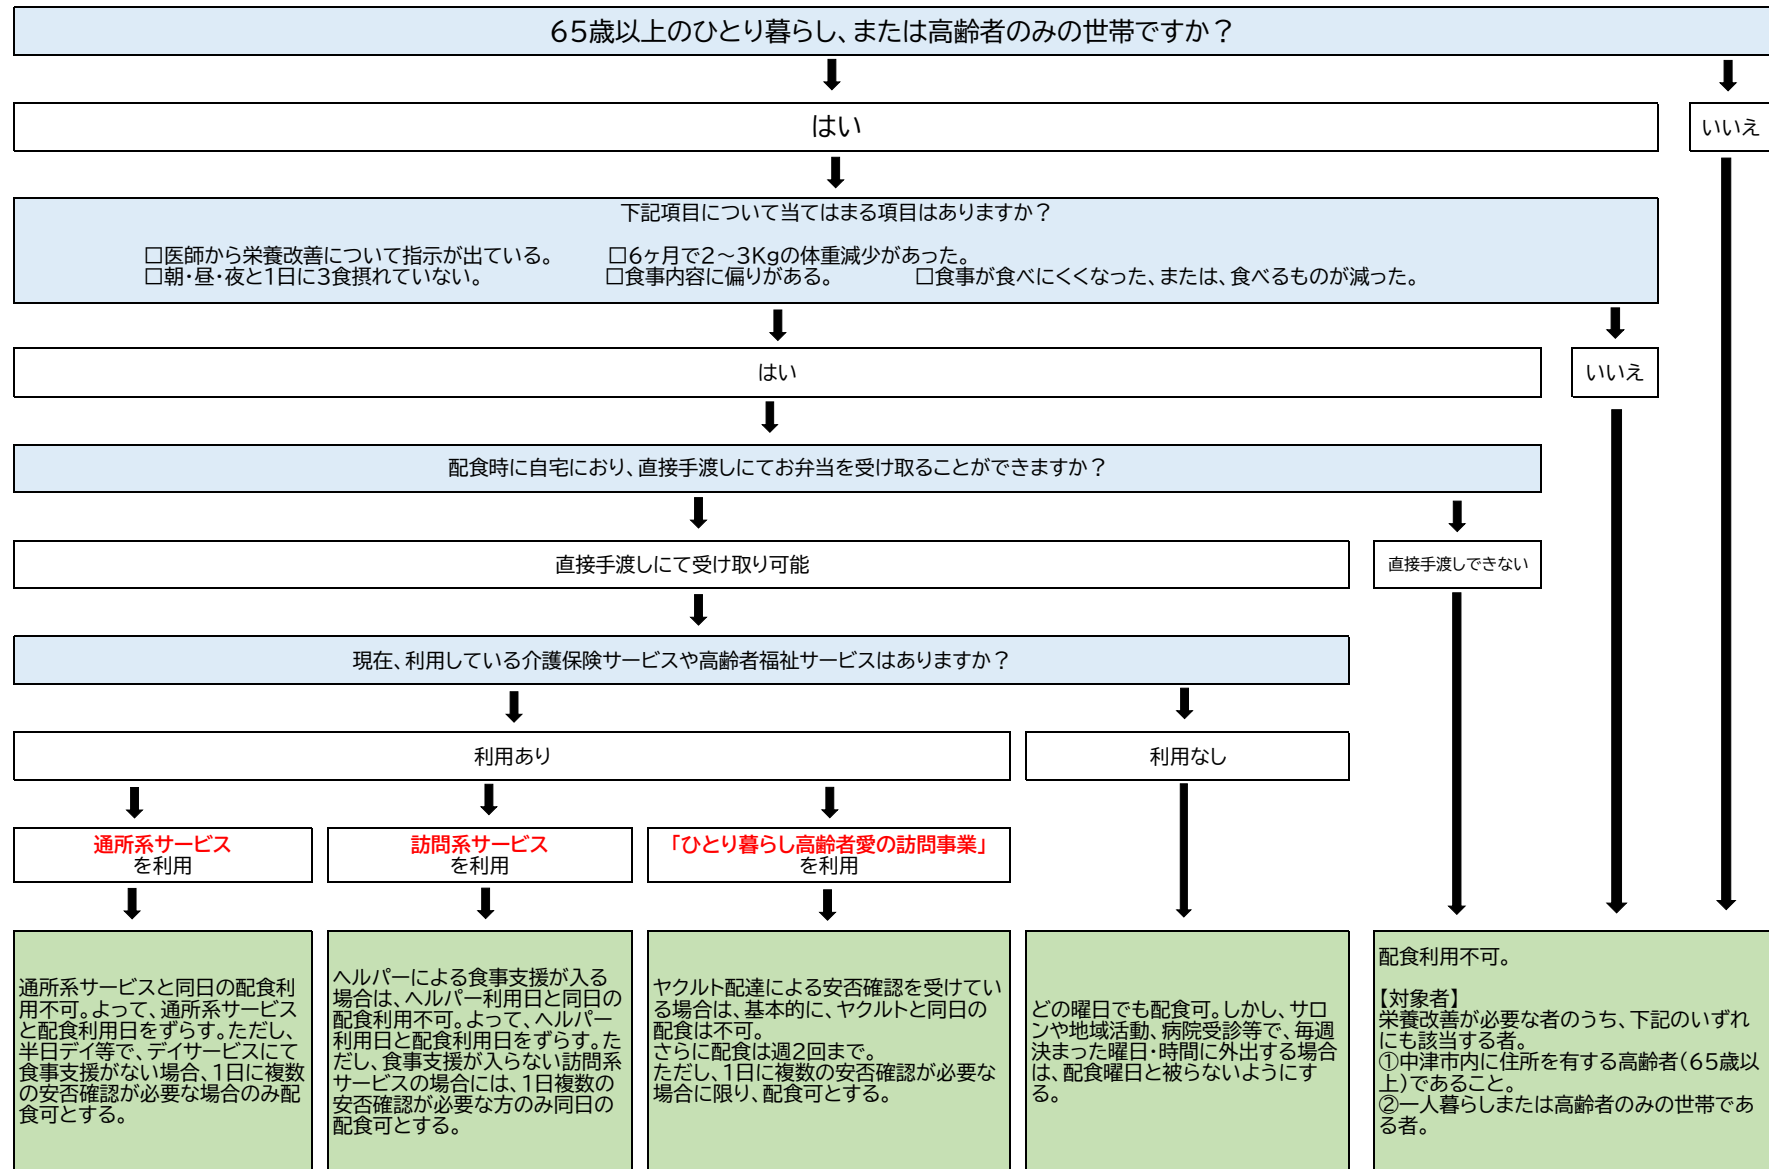 65歳以上のひとり暮らし、または高齢者のみの世帯ですか？
はい
いいえ
下記項目について当てはまる項目はありますか？
□医師から栄養改善について指示が出ている。　□6ヶ月で2～3Kgの体重減少があった。
□朝・昼・夜と1日に3食摂れていない。　□食事内容に偏りがある。　□食事が食べにくくなった、または、食べるものが減った。
はい
いいえ
配食時に自宅におり、直接手渡しにてお弁当を受け取ることができますか？
直接手渡しにて受け取り可能
直接手渡しできない
現在、利用している介護保険サービスや高齢者福祉サービスはありますか？
利用あり
利用なし
通所系サービス
を利用
訪問系サービス
を利用
「ひとり暮らし高齢者愛の訪問事業」
を利用
通所系サービスと同日の配食利
用不可。よって、通所系サービス
と配食利用日をずらす。ただし、
半日デイ等で、デイサービスにて
食事支援がない場合、1日に複数
の安否確認が必要な場合のみ配
食可とする。
ヘルパーによる食事支援が入る
場合は、ヘルパー利用日と同日の
配食利用不可。よって、ヘルパー
利用日と配食利用日をずらす。た
だし、食事支援が入らない訪問系
サービスの場合には、1日複数の
安否確認が必要な方のみ同日の
配食可とする。
ヤクルト配達による安否確認を受けてい
る場合は、基本的に、ヤクルトと同日の
配食は不可。
さらに配食は週2回まで。
ただし、1日に複数の安否確認が必要な
場合に限り、配食可とする。
どの曜日でも配食可。しかし、サロ
ンや地域活動、病院受診等で、毎週
決まった曜日・時間に外出する場合
は、配食曜日と被らないようにす
る。
配食利用不可。
【対象者】
栄養改善が必要な者のうち、下記のいずれ
にも該当する者。
①中津市内に住所を有する高齢者（65歳以
上）であること。
②一人暮らしまたは高齢者のみの世帯であ
る者。